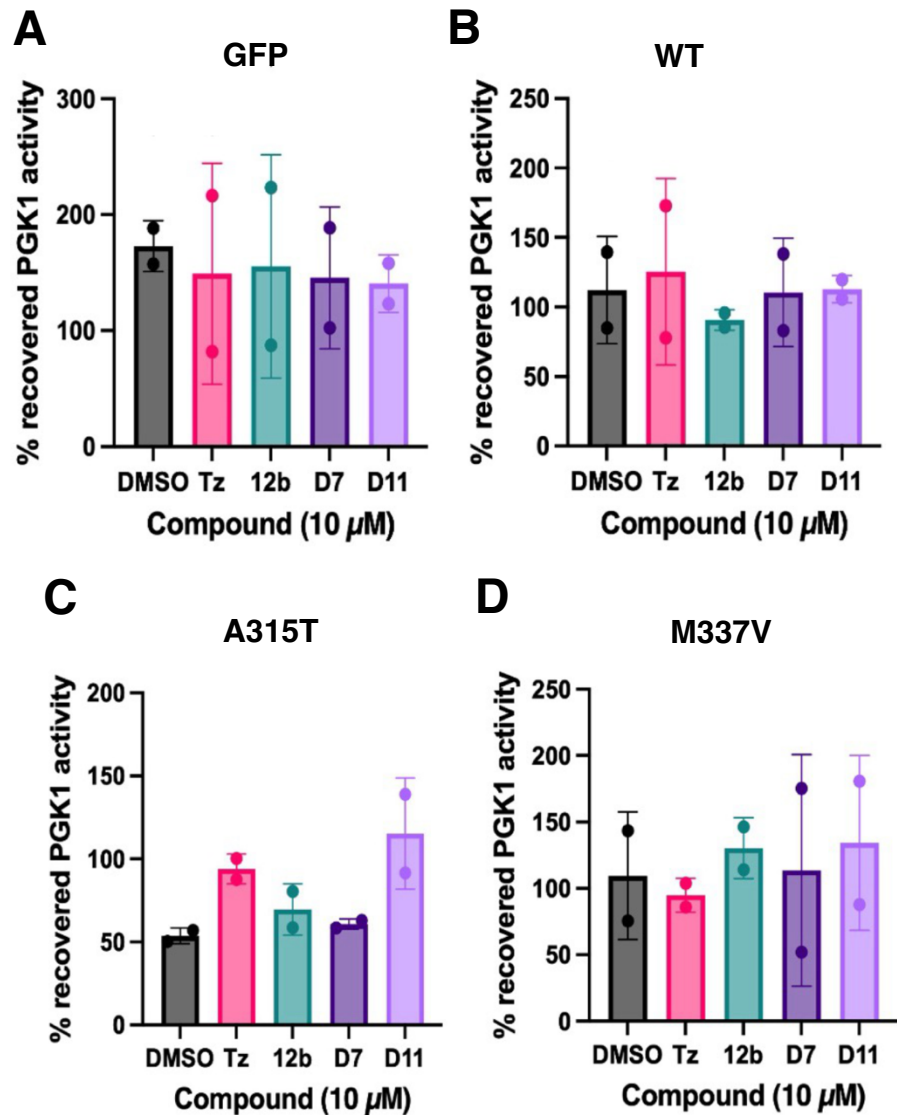 A
GFP
% recovered PGK1 activity
300
200
100
0
DMSO Tz 12b D7 D11
Compound (10 µM)
B
WT
% recovered PGK1 activity
250
200
150
100
50
0
DMSO Tz 12b D7 D11
Compound (10 µM)
C
A315T
% recovered PGK1 activity
200
150
100
50
0
DMSO Tz 12b D7 D11
Compound (10 µM)
D
M337V
% recovered PGK1 activity
250
200
150
100
50
0
DMSO Tz 12b D7 D11
Compound (10 µM)